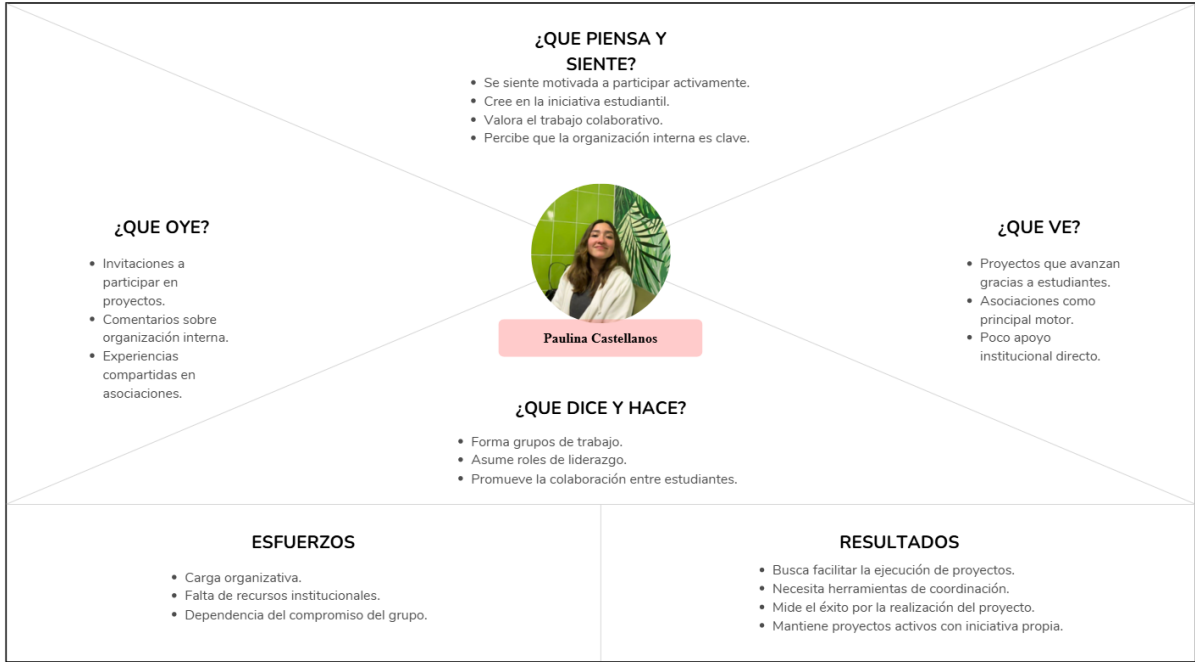 ¿QUE PIENSA Y
SIENTE?
• Se siente motivada a participar activamente.
• Cree en la iniciativa estudiantil.
• Valora el trabajo colaborativo.
• Percibe que la organización interna es clave.
¿QUE OYE?
• Invitaciones a
participar en
proyectos.
• Comentarios sobre
organización interna.
• Experiencias
compartidas en
asociaciones.
Paulina Castellanos
¿QUE VE?
• Proyectos que avanzan
gracias a estudiantes.
• Asociaciones como
principal motor.
• Poco apoyo
institucional directo.
¿QUE DICE Y HACE?
• Forma grupos de trabajo.
• Asume roles de liderazgo.
• Promueve la colaboración entre estudiantes.
ESFUERZOS
• Carga organizativa.
• Falta de recursos institucionales.
• Dependencia del compromiso del grupo.
RESULTADOS
• Busca facilitar la ejecución de proyectos.
• Necesita herramientas de coordinación.
• Mide el éxito por la realización del proyecto.
• Mantiene proyectos activos con iniciativa propia.